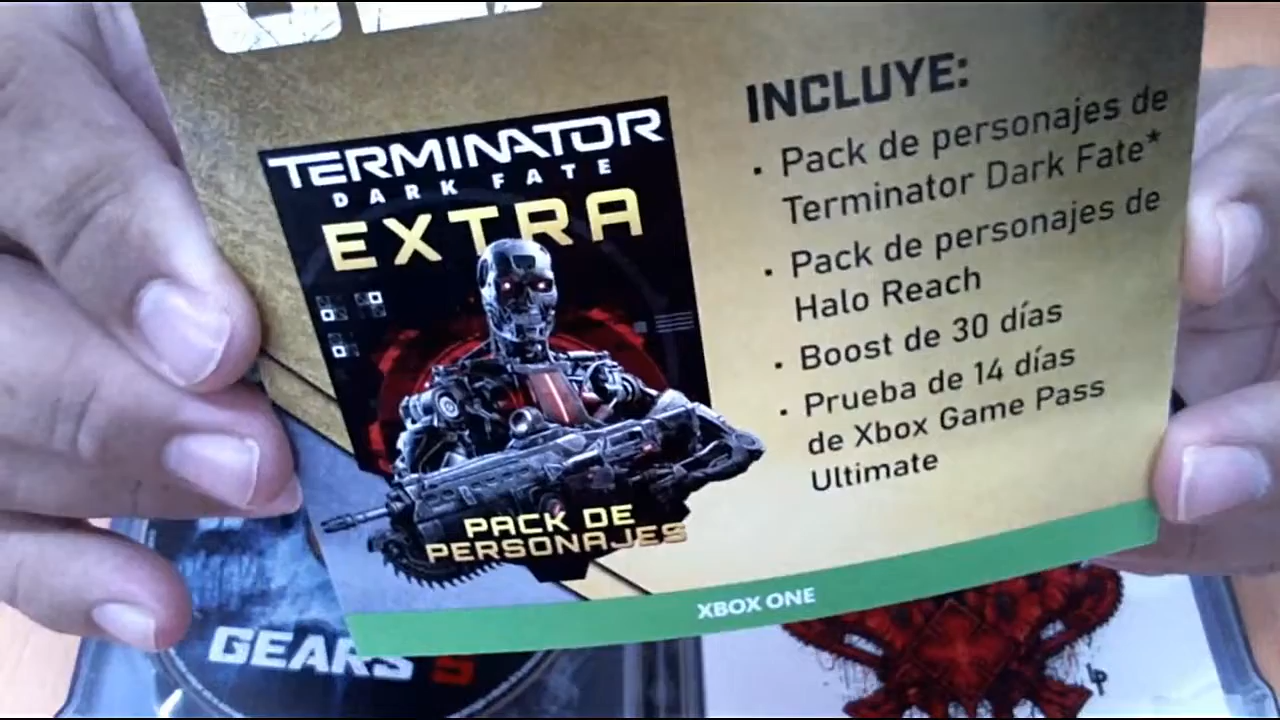 TERMINATOR
DARK FATE
EXTRA
PACK DE
PERSONAJES
INCLUYE:
· Pack de personajes de
Terminator Dark Fate*
· Pack de personajes de
Halo Reach
· Boost de 30 días
· Prueba de 14 días
de Xbox Game Pass
Ultimate
XBOX ONE
GEARS 5